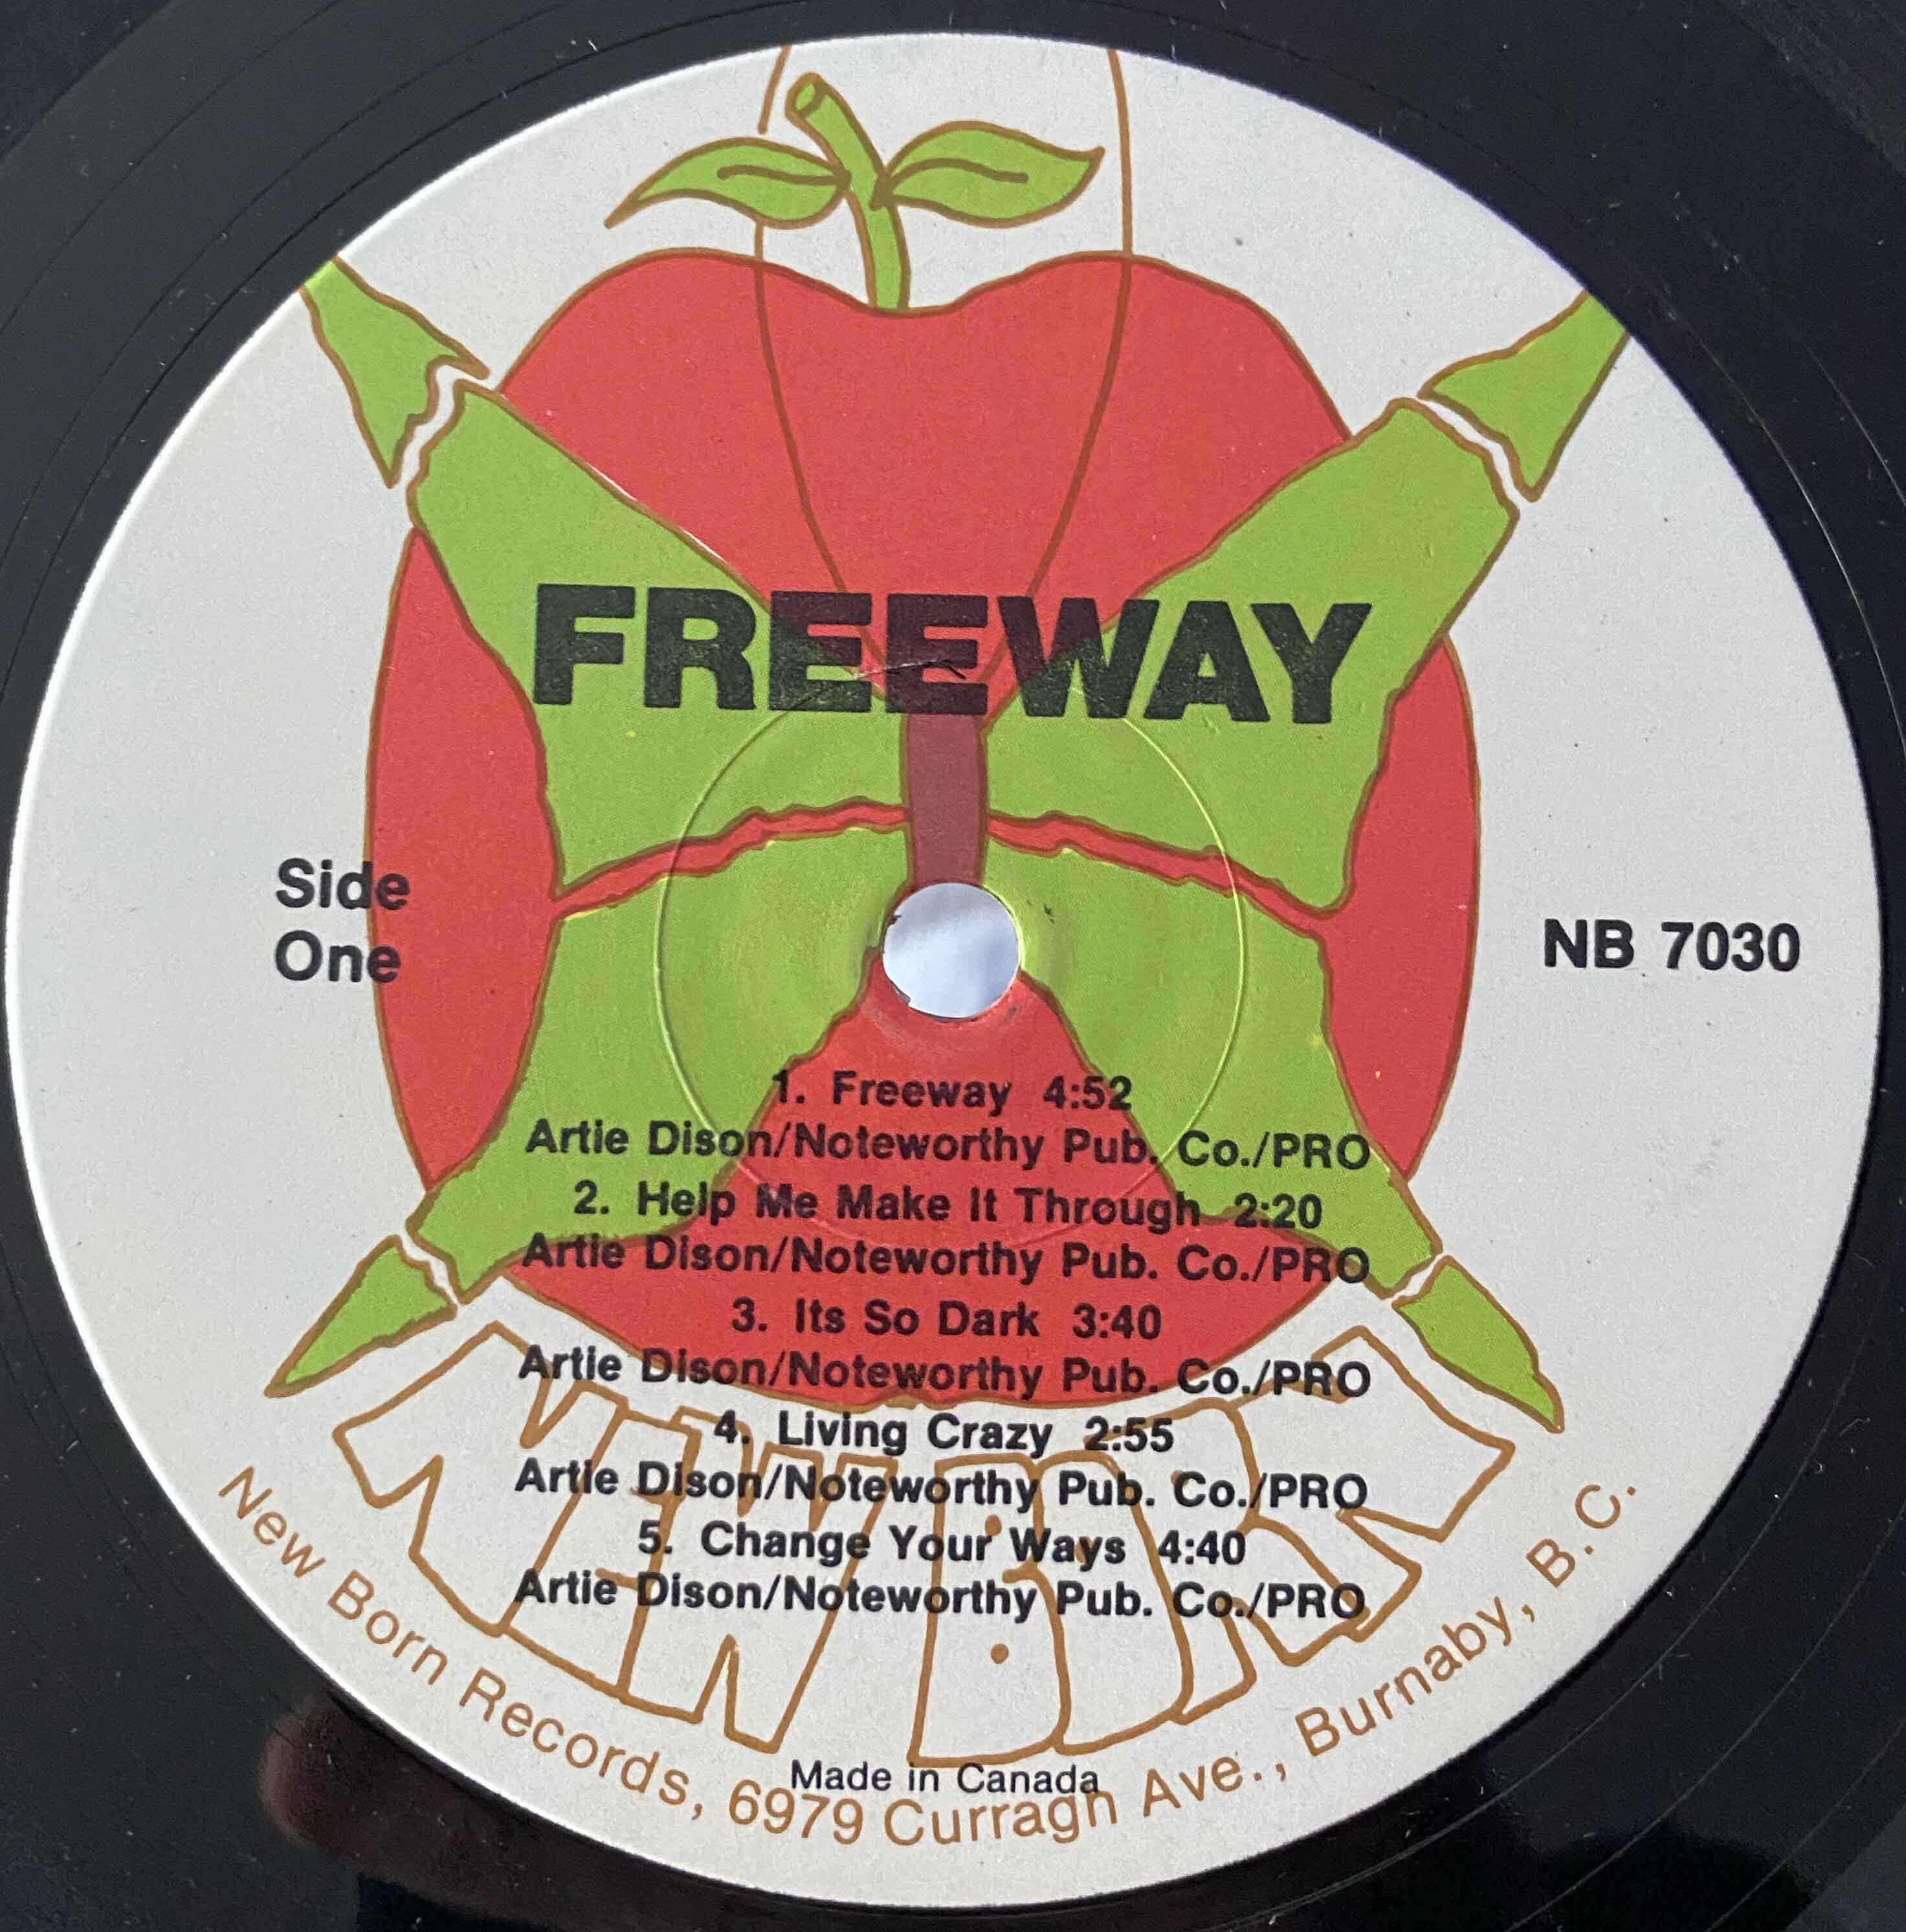 FREEWAY
Side
One
NB 7030
1. Freeway 4:52
Artie Dison/Noteworthy Pub. Co./PRO
2. Help Me Make It Through 2:20
Artie Dison/Noteworthy Pub. Co./PRO
3. Its So Dark 3:40
Artie Dison/Noteworthy Pub. Co./PRO
4. Living Crazy 2:55
Artie Dison/Noteworthy Pub. Co./PRO
5. Change Your Ways 4:40
Artie Dison/Noteworthy Pub. Co./PRO
NEW BORN
Made in Canada
New Born Records, 6979 Curragh Ave., Burnaby, B.C.